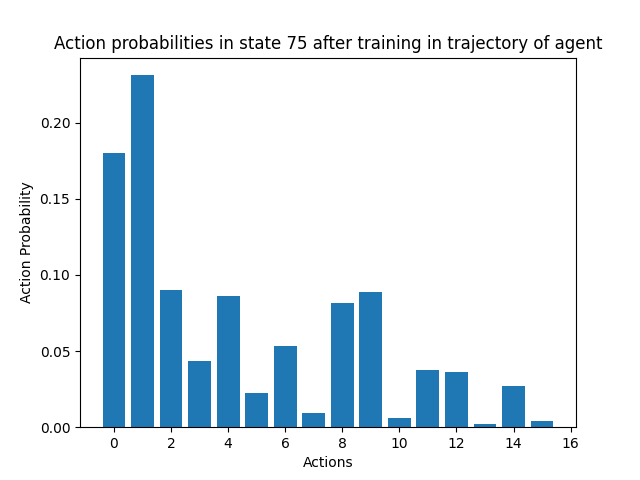 Action probabilities in state 75 after training in trajectory of agent
Action Probability
0.20
0.15
0.10
0.05
0.00
0 2 4 6 8 10 12 14 16
Actions